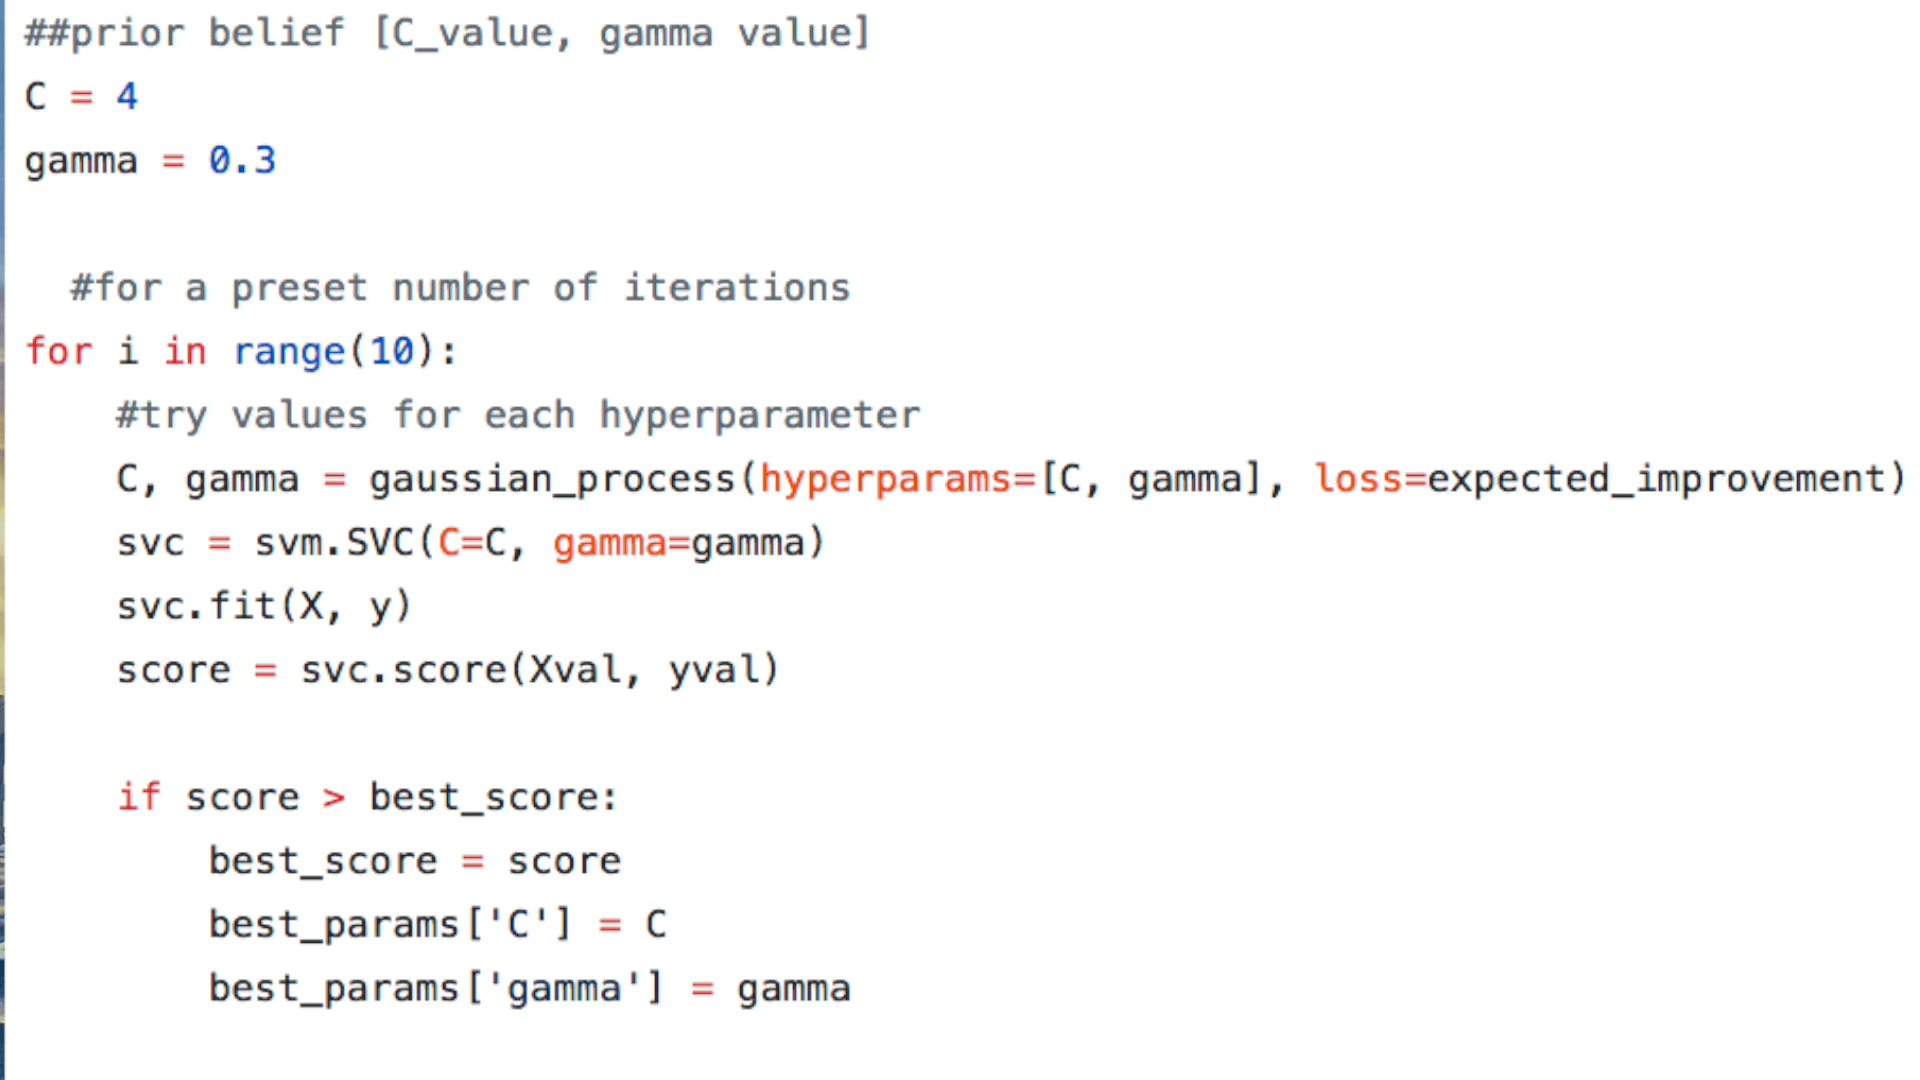 ##prior belief [C_value, gamma value]
C = 4
gamma = 0.3
#for a preset number of iterations
for i in range(10):
#try values for each hyperparameter
C, gamma = gaussian_process(hyperparams=[C, gamma], loss=expected_improvement)
svc = svm.SVC(C=C, gamma=gamma)
svc.fit(X, y)
score = svc.score(Xval, yval)
if score > best_score:
best_score = score
best_params['C'] = C
best_params['gamma'] = gamma